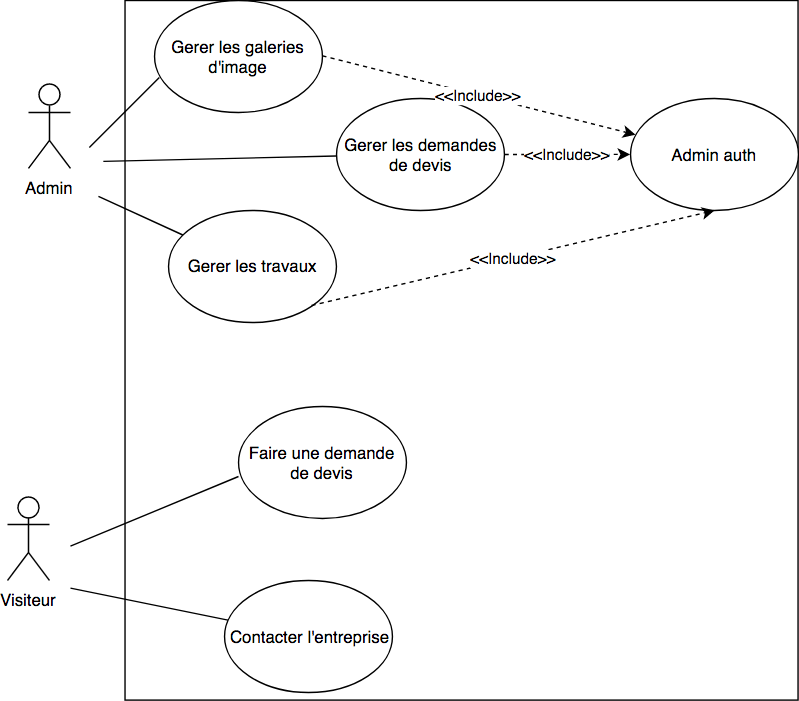 Gerer les galeries
d'image
<<Include>>
Gerer les demandes
de devis
<<Include>>
Admin auth
Admin
<<Include>>
Gerer les travaux
Faire une demande
de devis
Visiteur
Contacter l'entreprise